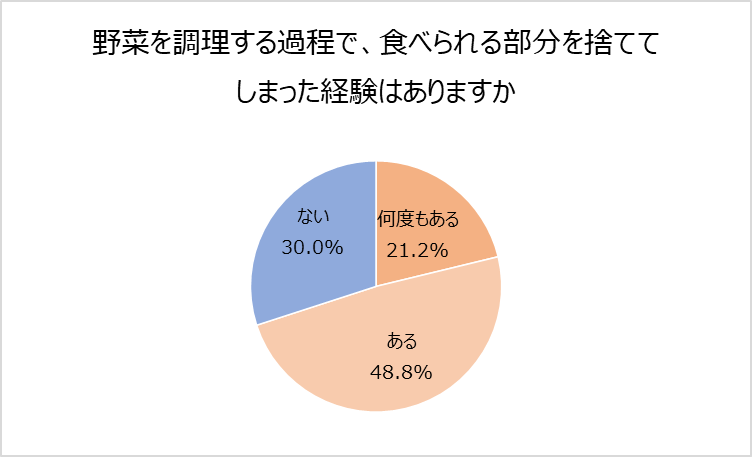 野菜を調理する過程で、食べられる部分を捨てて
しまった経験はありますか
ない
30.0%
何度もある
21.2%
ある
48.8%